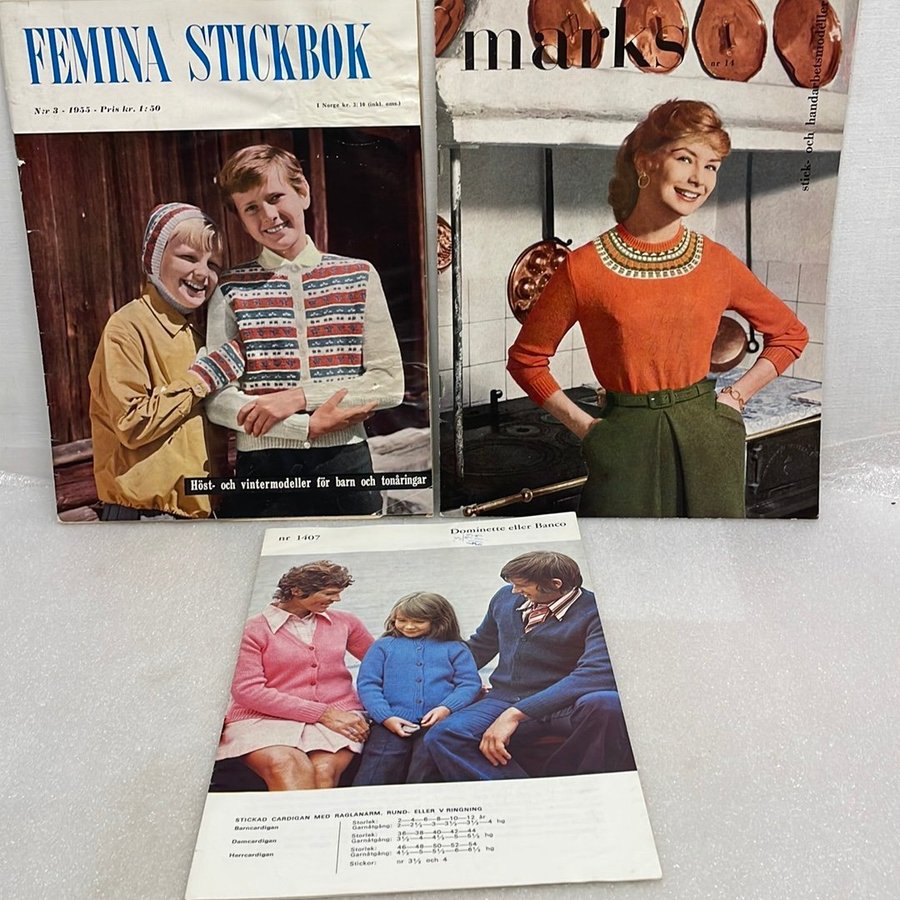 FEMINA STICKBOK
N:r 3 - 1955 - Pris kr. 1:50
I Norge kr. 2:10 (inkl. oms.)
Höst- och vintermodeller för barn och tonåringar
marks
nr 14
stick- och handarbetsmodeller
nr 1407
Dominette eller Banco
STICKAD CARDIGAN MED RAGLANARM, RUND- ELLER V RINGNING
Barncardigan
Storlek: 2—4—6—8—10—12 år
Garnåtgång: 2—2½—3—3½—3½—4 hg
Damcardigan
Storlek: 36—38—40—42—44
Garnåtgång: 3½—4—4½—5—5½ hg
Herrcardigan
Storlek: 46—48—50—52—54
Garnåtgång: 4½—5—5½—6—6½ hg
Stickor: nr 3½ och 4